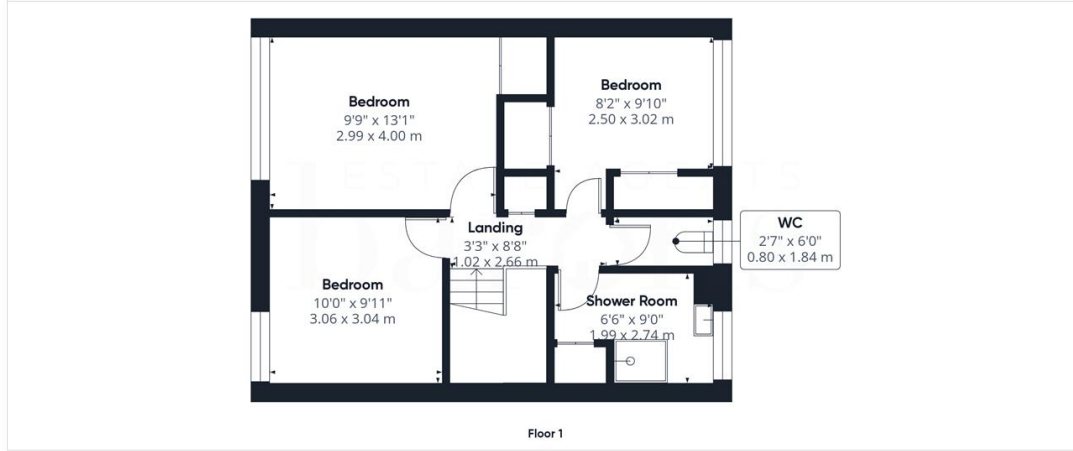 Bedroom
9'9" x 13'1"
2.99 x 4.00 m
Bedroom
8'2" x 9'10"
2.50 x 3.02 m
ESTATE AGENTS
Landing
3'3" x 8'8"
1.02 x 2.66 m
WC
2'7" x 6'0"
0.80 x 1.84 m
Bedroom
10'0" x 9'11"
3.06 x 3.04 m
Shower Room
6'6" x 9'0"
1.99 x 2.74 m
Floor 1